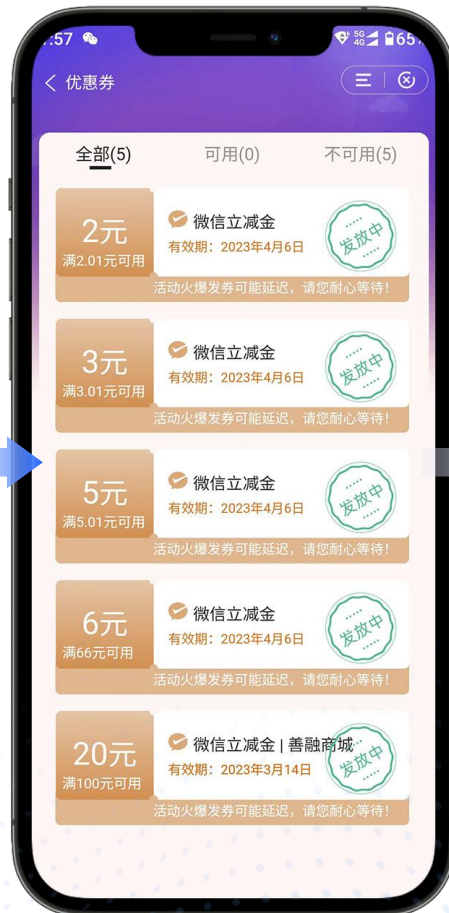 :57
5G
4G
65%
优惠券
全部(5) 可用(0) 不可用(5)
2元
满2.01元可用
微信立减金
有效期：2023年4月6日
发放中
活动火爆发券可能延迟，请您耐心等待！
3元
满3.01元可用
微信立减金
有效期：2023年4月6日
发放中
活动火爆发券可能延迟，请您耐心等待！
5元
满5.01元可用
微信立减金
有效期：2023年4月6日
发放中
活动火爆发券可能延迟，请您耐心等待！
6元
满66元可用
微信立减金
有效期：2023年4月6日
发放中
活动火爆发券可能延迟，请您耐心等待！
20元
满100元可用
微信立减金 | 善融商城
有效期：2023年3月14日
发放中
活动火爆发券可能延迟，请您耐心等待！